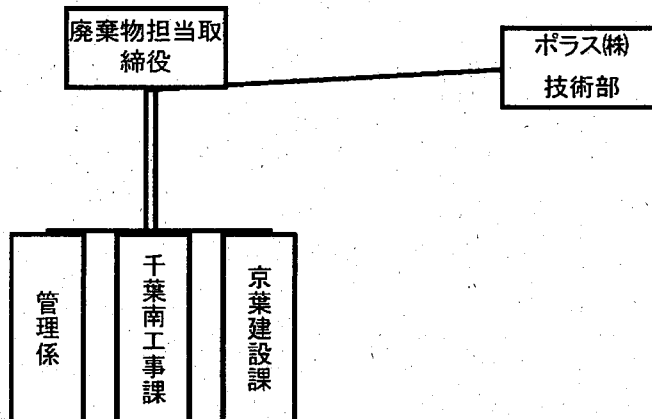 廃棄物担当取
締役
ポラス㈱
技術部
管理係
千葉南工事課
京葉建設課